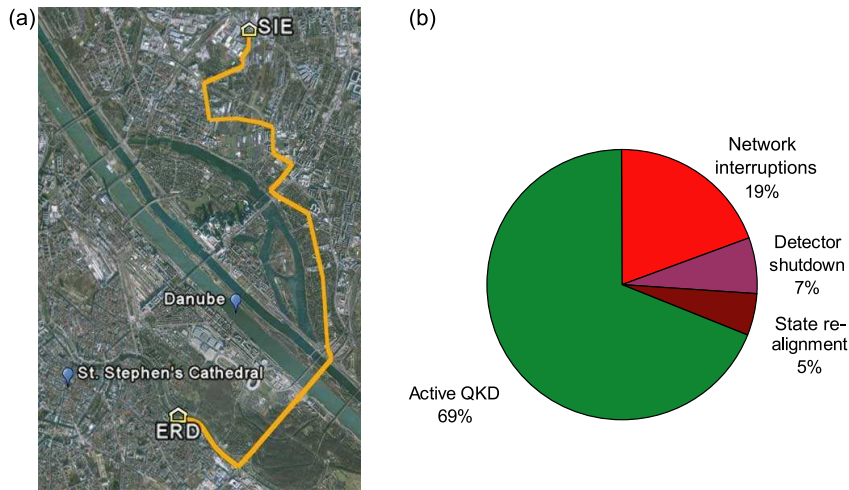 (a)
SIE
Danube
St. Stephen's Cathedral
ERD
(b)
Network
interruptions
19%
Detector
shutdown
7%
State re-
alignment
5%
Active QKD
69%